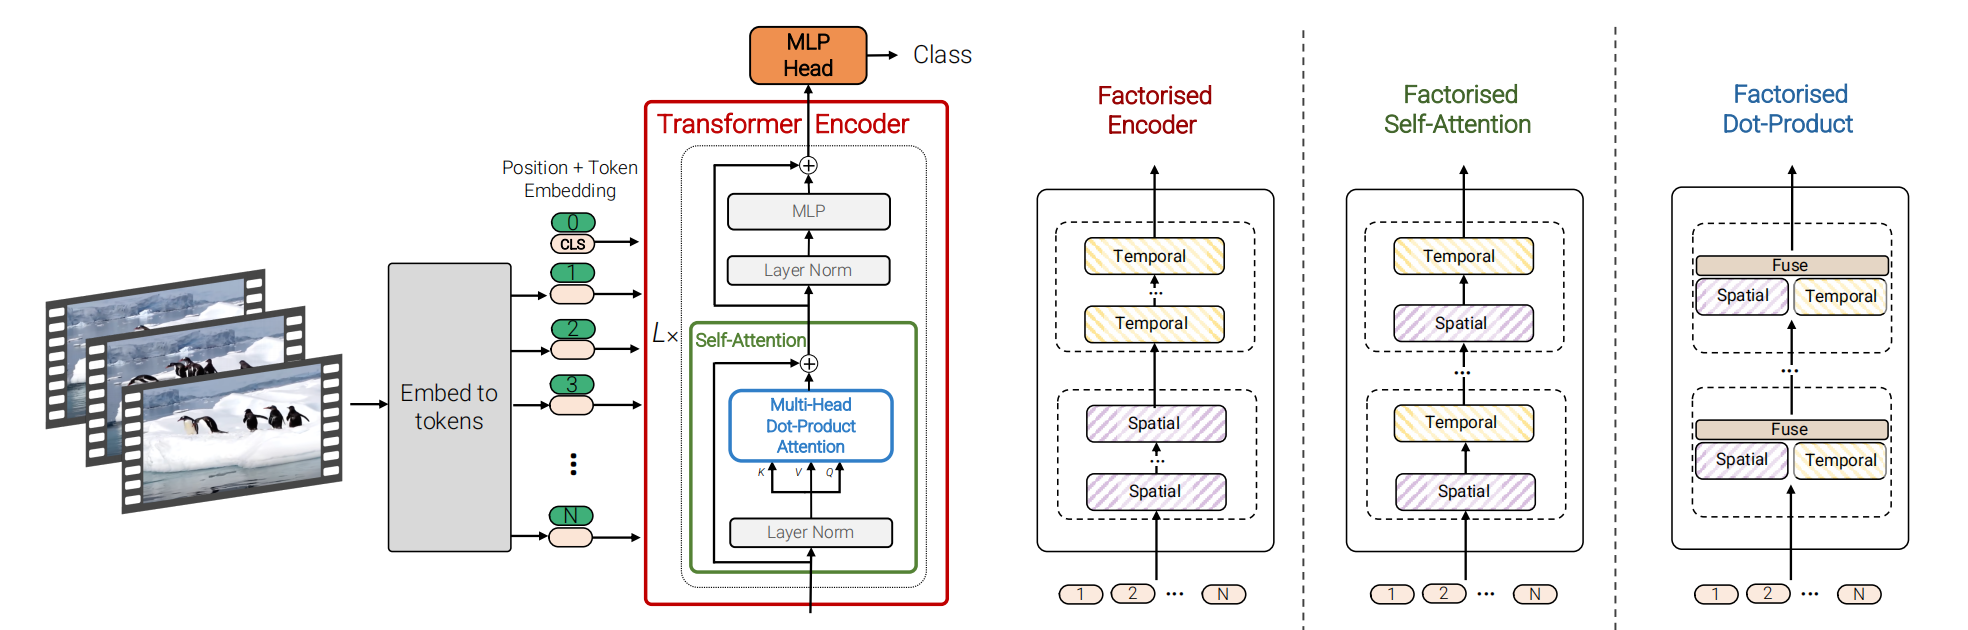 MLP
Head
Class
Transformer Encoder
Position + Token
Embedding
0
CLS
1
2
3
N
Embed to
tokens
L×
MLP
Layer Norm
Self-Attention
Multi-Head
Dot-Product
Attention
K V Q
Layer Norm
Factorised
Encoder
Temporal
...
Temporal
Spatial
...
Spatial
1 2 ... N
Factorised
Self-Attention
Temporal
Spatial
...
Temporal
Spatial
1 2 ... N
Factorised
Dot-Product
Fuse
Spatial Temporal
...
Fuse
Spatial Temporal
1 2 ... N